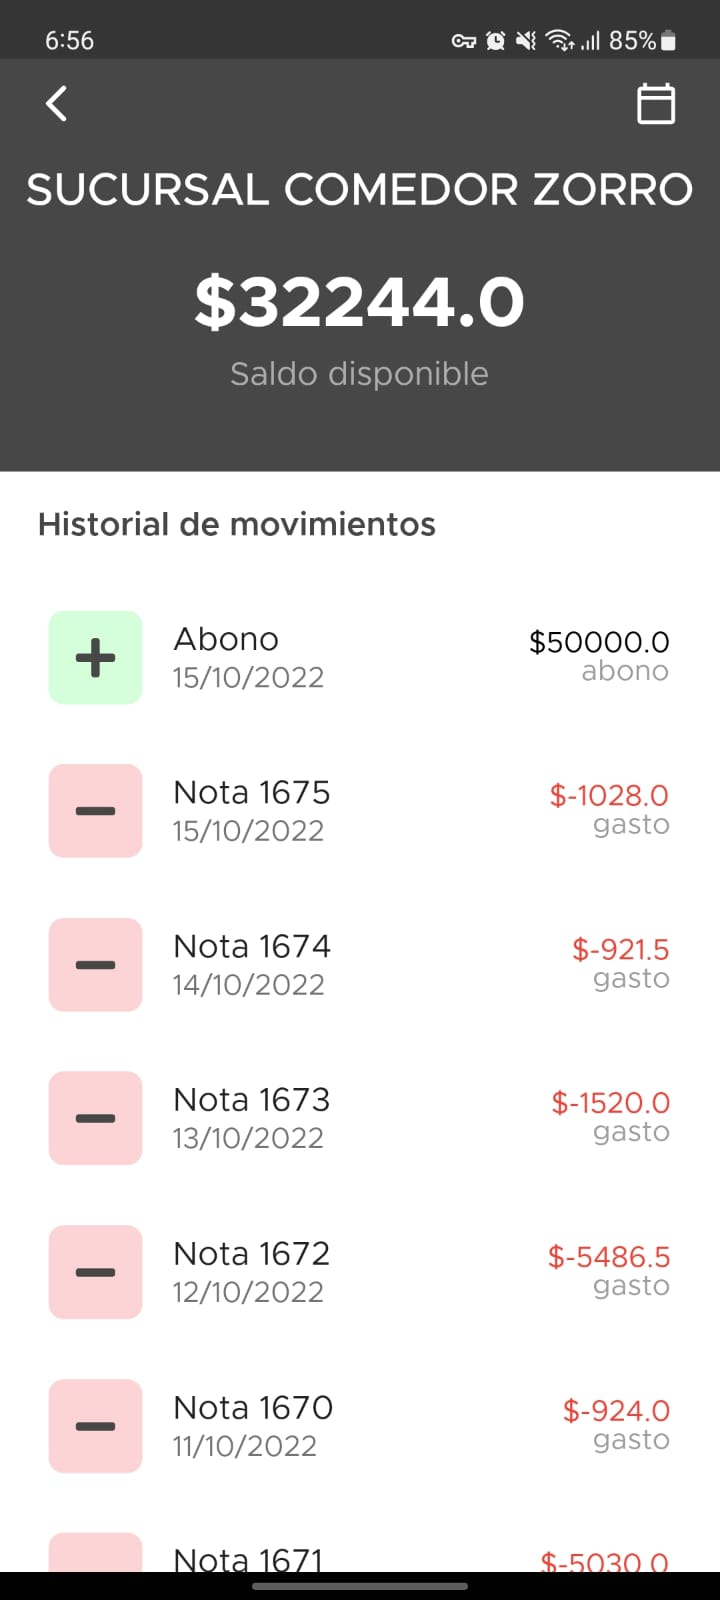 6:56
85%
SUCURSAL COMEDOR ZORRO
$32244.0
Saldo disponible
Historial de movimientos
Abono
$50000.0
15/10/2022
abono
Nota 1675
$-1028.0
15/10/2022
gasto
Nota 1674
$-921.5
14/10/2022
gasto
Nota 1673
$-1520.0
13/10/2022
gasto
Nota 1672
$-5486.5
12/10/2022
gasto
Nota 1670
$-924.0
11/10/2022
gasto
Nota 1671
$-5030.0